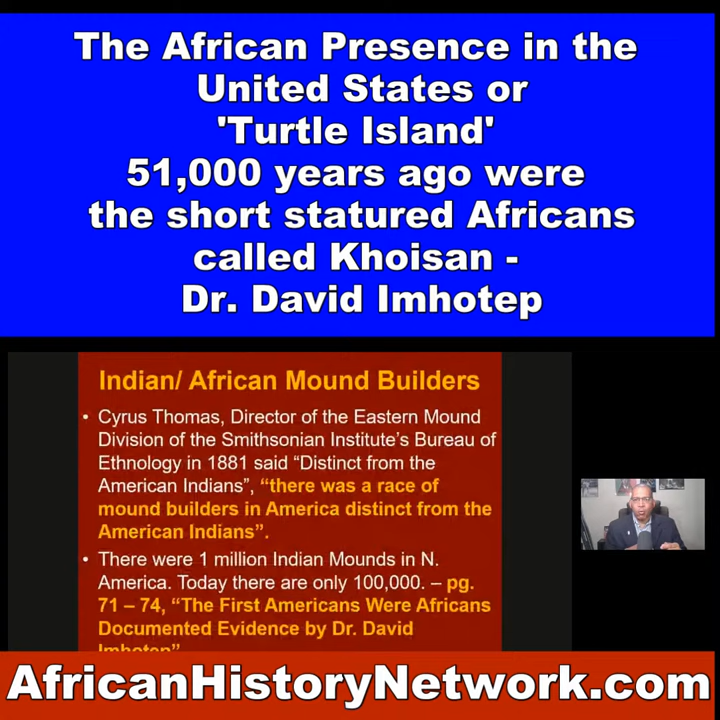 The African Presence in the
United States or
'Turtle Island'
51,000 years ago were
the short statured Africans
called Khoisan -
Dr. David Imhotep
Indian/ African Mound Builders
• Cyrus Thomas, Director of the Eastern Mound
Division of the Smithsonian Institute's Bureau of
Ethnology in 1881 said “Distinct from the
American Indians”, “there was a race of
mound builders in America distinct from the
American Indians”.
• There were 1 million Indian Mounds in N.
America. Today there are only 100,000. – pg.
71 – 74, “The First Americans Were Africans
Documented Evidence by Dr. David
Imhotep”
AfricanHistoryNetwork.com